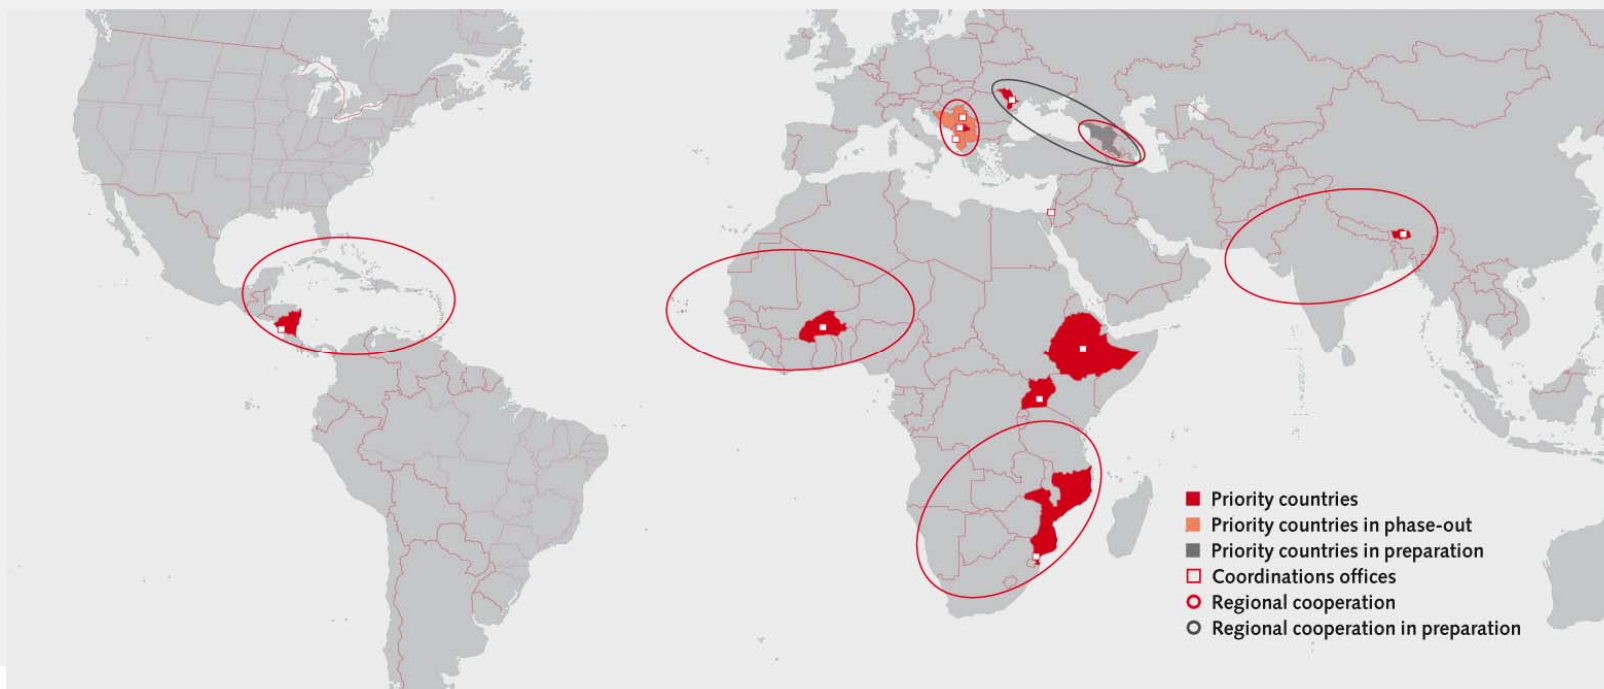 Priority countries
Priority countries in phase-out
Priority countries in preparation
Coordinations offices
Regional cooperation
Regional cooperation in preparation